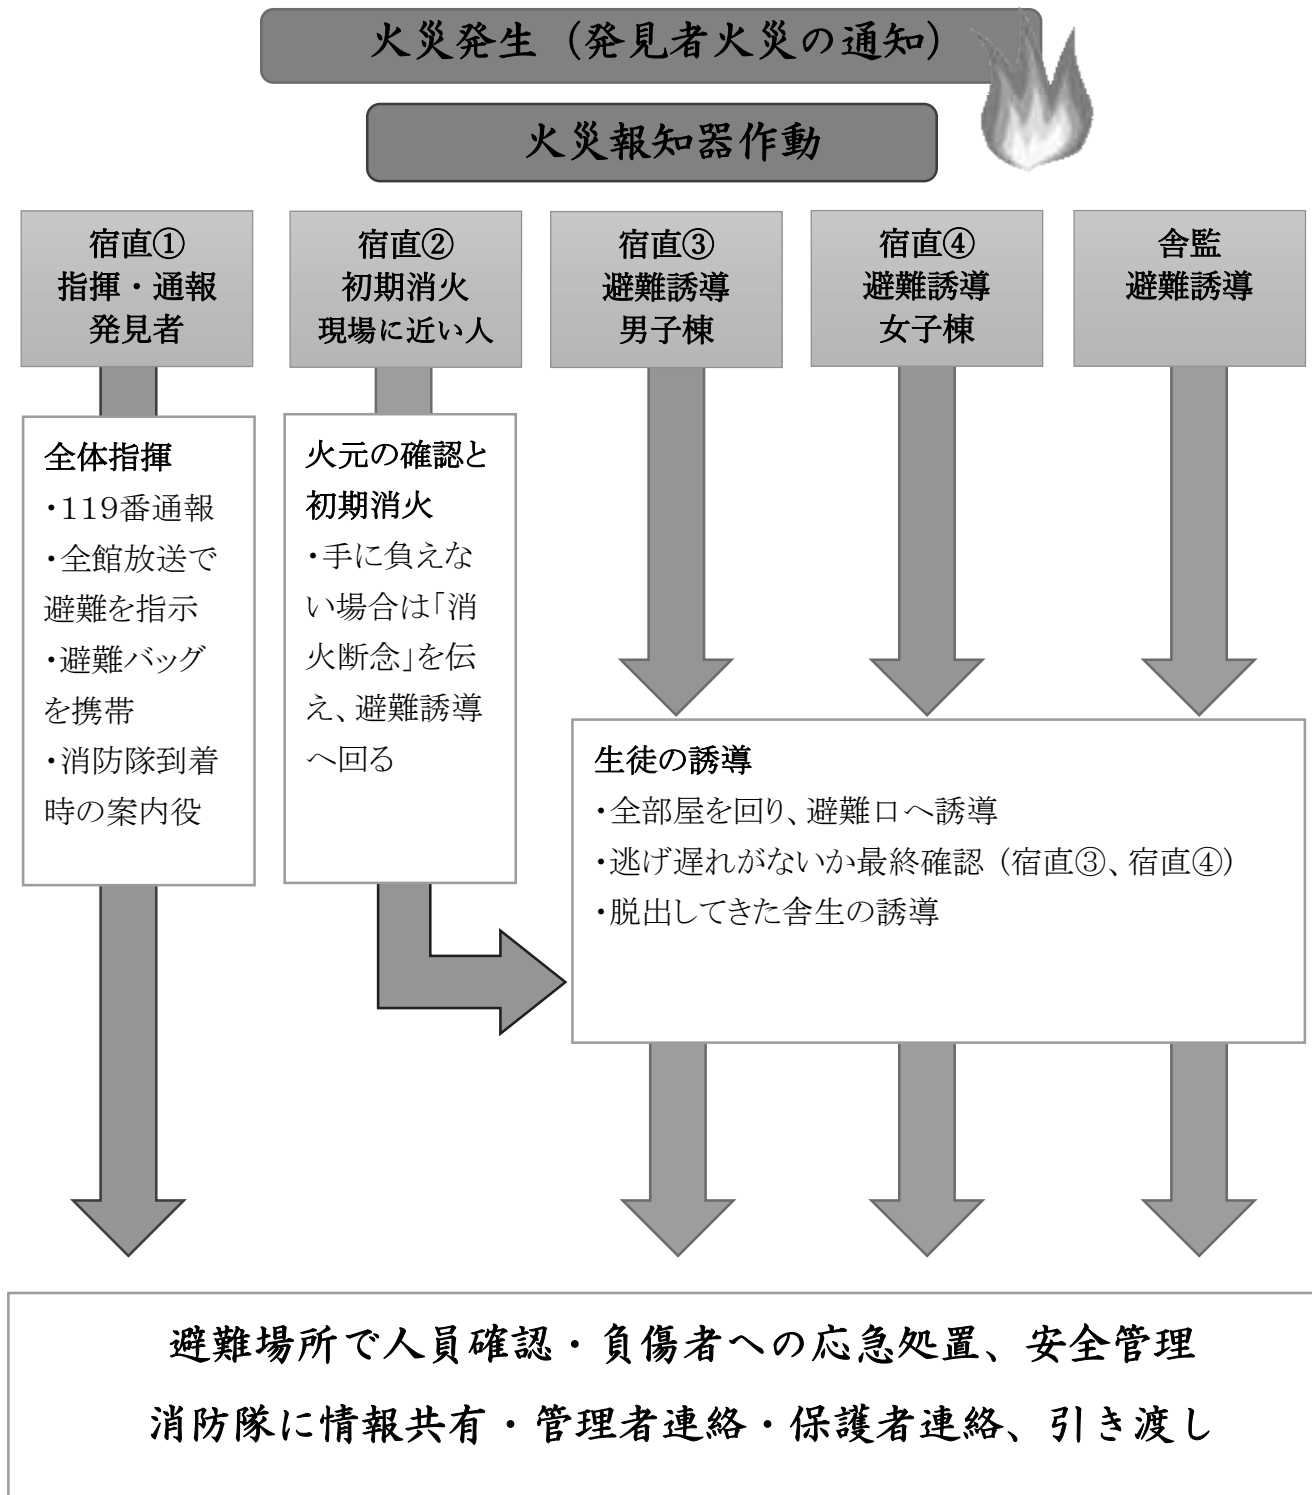 火災発生（発見者火災の通知）
火災報知器作動
宿直①
指揮・通報
発見者
宿直②
初期消火
現場に近い人
宿直③
避難誘導
男子棟
宿直④
避難誘導
女子棟
舎監
避難誘導
全体指揮
・119番通報
・全館放送で
避難を指示
・避難バッグ
を携帯
・消防隊到着
時の案内役
火元の確認と
初期消火
・手に負えな
い場合は「消
火断念」を伝
え、避難誘導
へ回る
生徒の誘導
・全部屋を回り、避難口へ誘導
・逃げ遅れがないか最終確認（宿直③、宿直④）
・脱出してきた舎生の誘導
避難場所で人員確認・負傷者への応急処置、安全管理
消防隊に情報共有・管理者連絡・保護者連絡、引き渡し